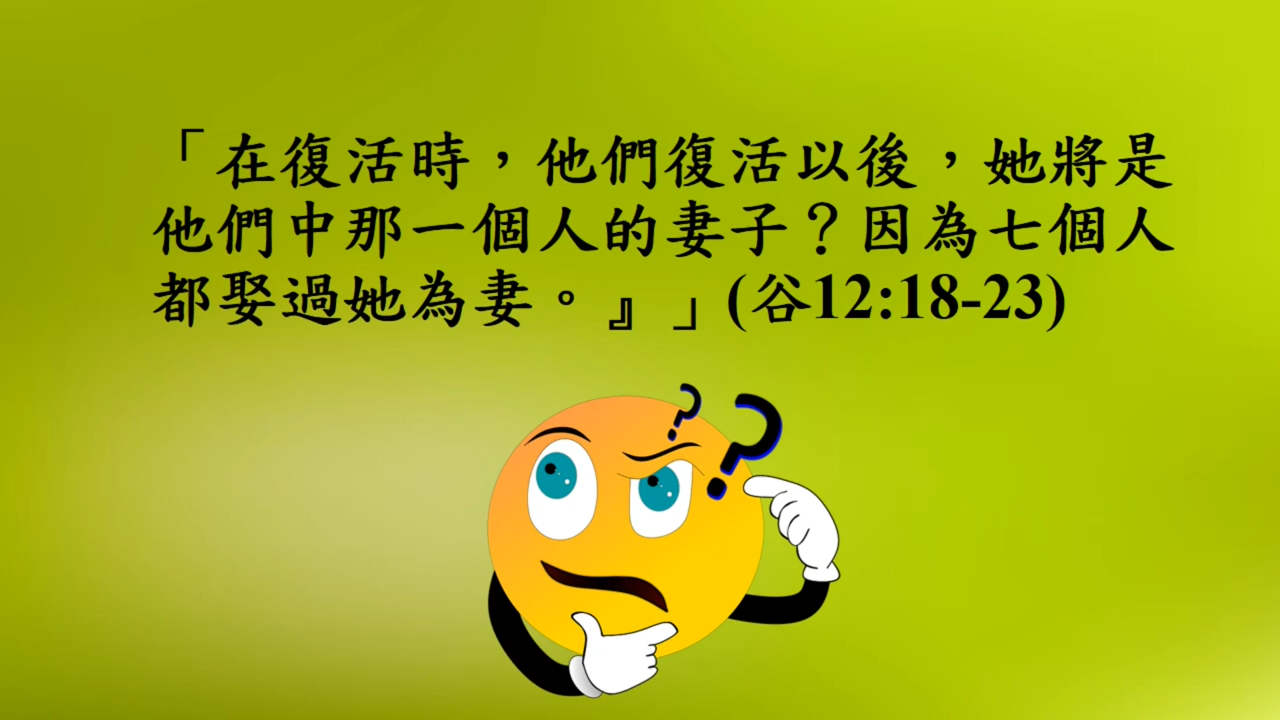 「在復活時，他們復活以後，她將是
他們中那一個人的妻子？因為七個人
都娶過她為妻。』」(谷12:18-23)
? ?